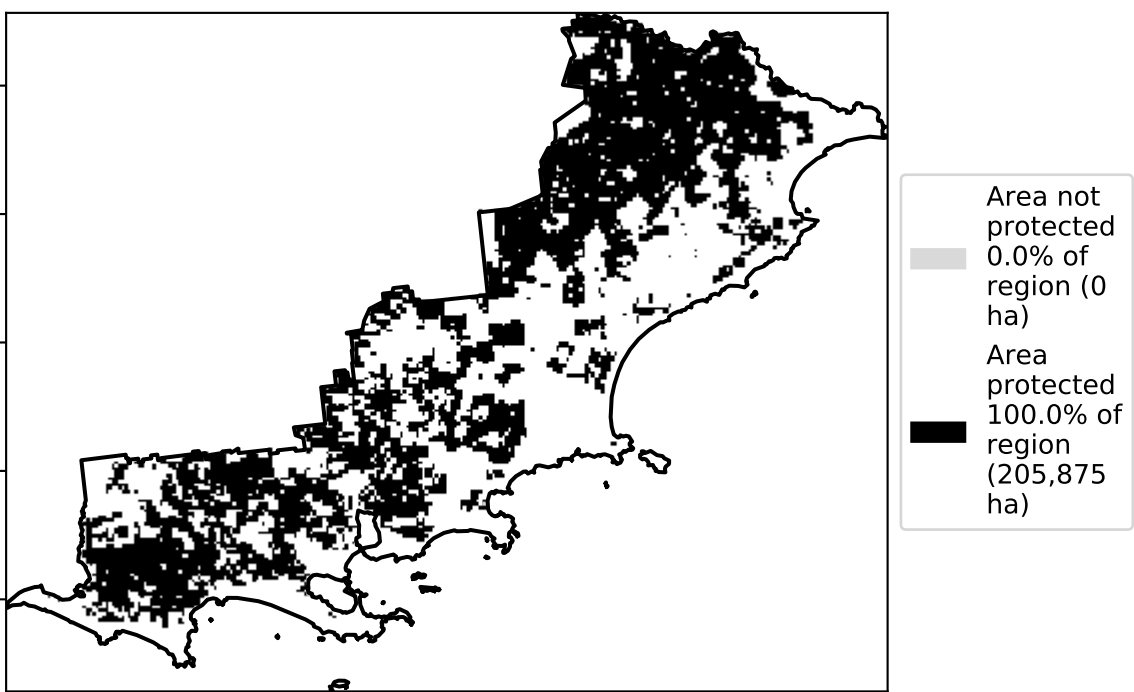 Area not
protected
0.0% of
region (0
ha)
Area
protected
100.0% of
region
(205,875
ha)